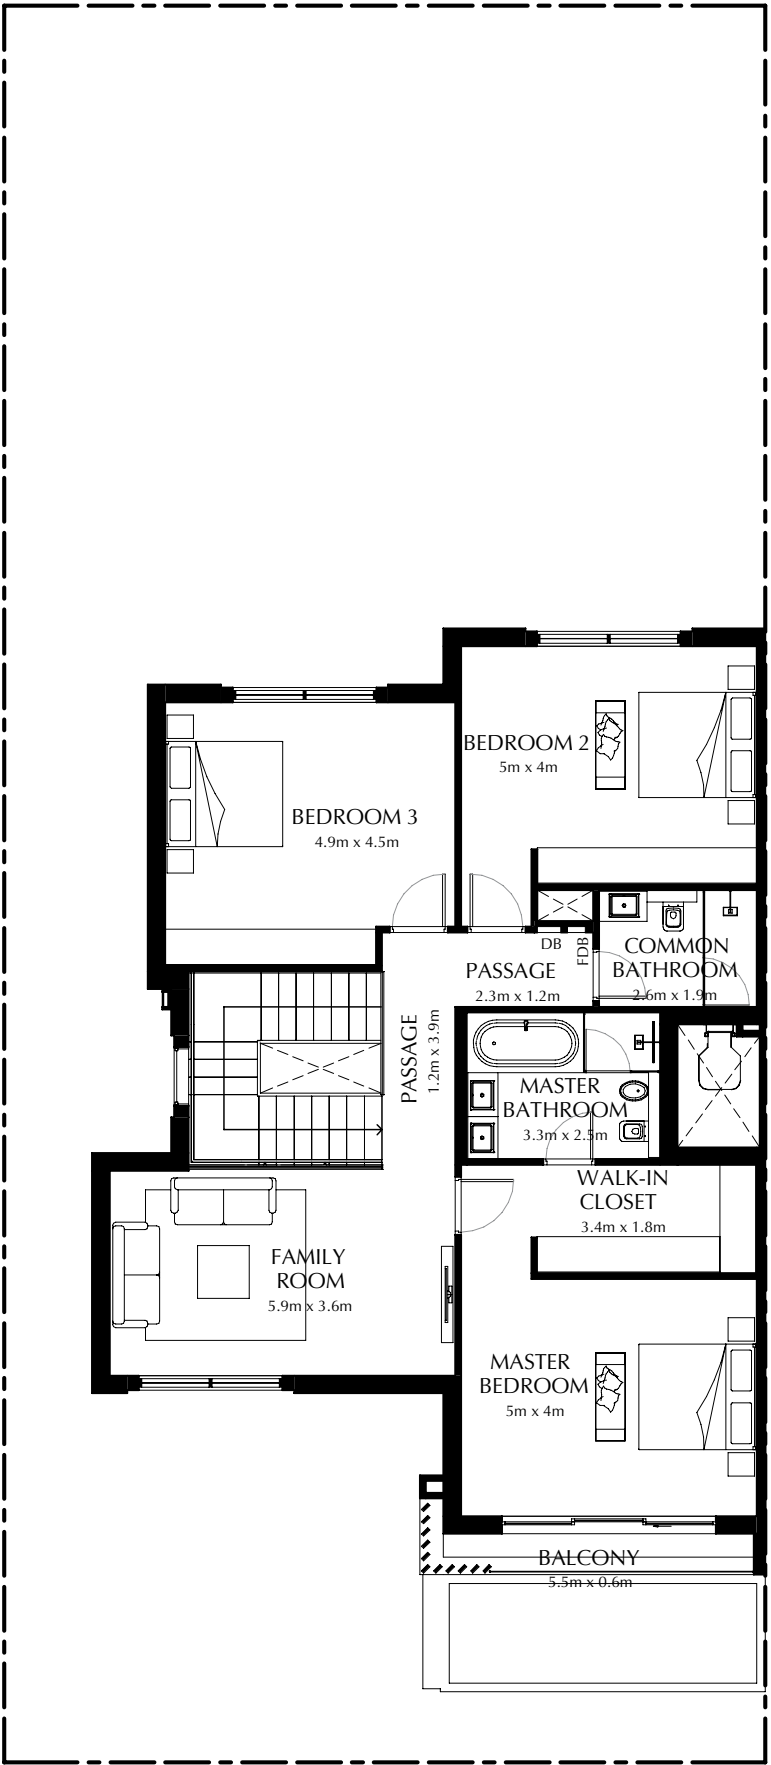 BEDROOM 2
5m x 4m
BEDROOM 3
4.9m x 4.5m
DB
FDB
COMMON
BATHROOM
2.6m x 1.9m
PASSAGE
2.3m x 1.2m
PASSAGE
1.2m x 3.9m
MASTER
BATHROOM
3.3m x 2.5m
WALK-IN
CLOSET
3.4m x 1.8m
FAMILY
ROOM
5.9m x 3.6m
MASTER
BEDROOM
5m x 4m
BALCONY
5.5m x 0.6m